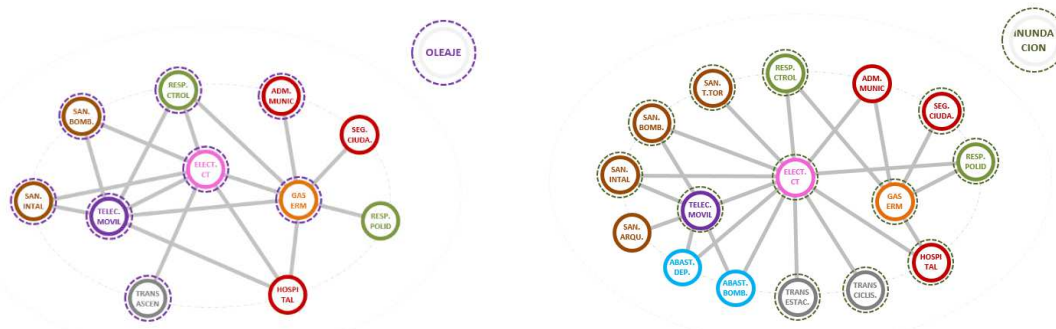 OLEAJE
RESP.
CTROL
ADM.
MUNIC
SAN.
BOMB.
SEG.
CIUDA.
ELECT.
CT
SAN.
INTAL
TELEC.
MOVIL
GAS
ERM
RESP.
POLID
TRANS
ASCEN
HOSPI
TAL
INUNDA
CION
RESP.
CTROL
ADM.
MUNIC
SAN.
T.TOR
SEG.
CIUDA.
SAN.
BOMB.
RESP.
POLID
SAN.
INTAL
ELECT.
CT
TELEC.
MOVIL
GAS
ERM
SAN.
ARQU.
ABAST.
DEP.
ABAST.
BOMB.
TRANS
ESTAC.
TRANS
CICLIS.
HOSPI
TAL